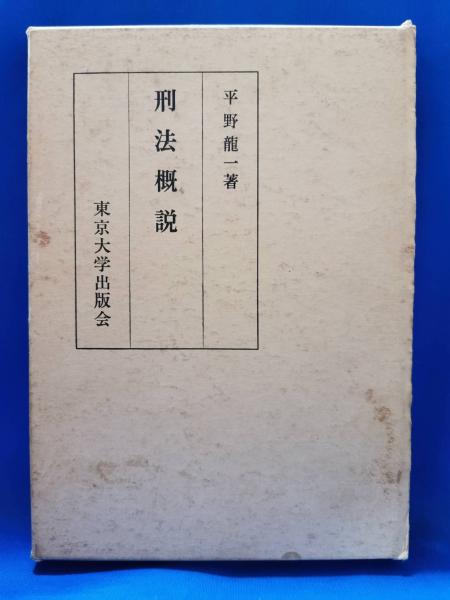 平野龍一著
刑法概説
東京大学出版会